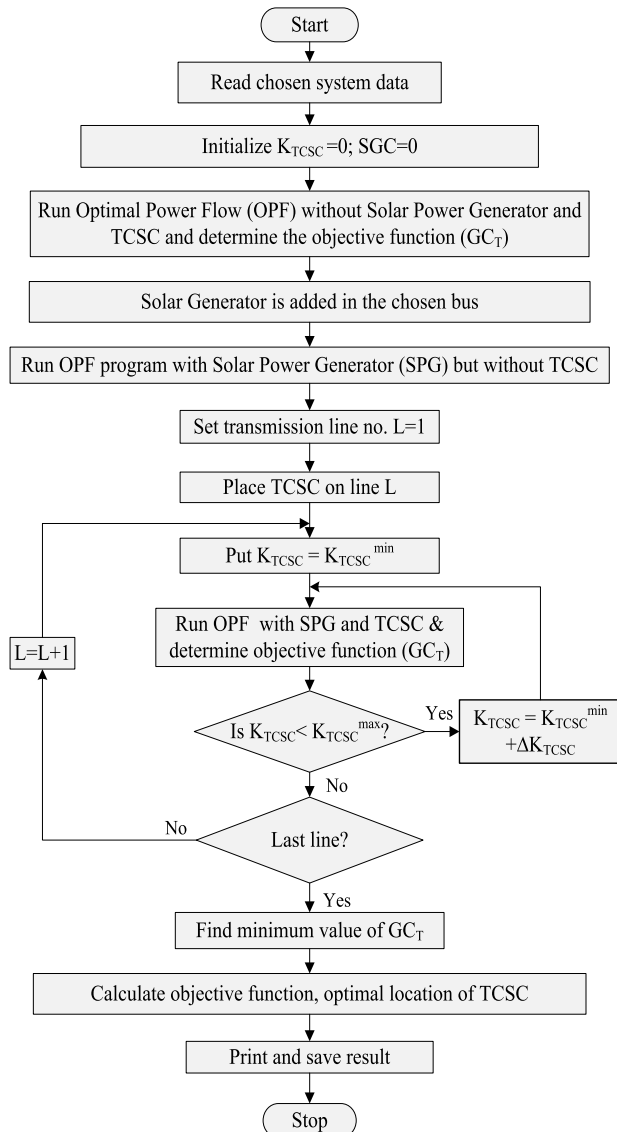 Start
Read chosen system data
Initialize K_TCSC =0; SGC=0
Run Optimal Power Flow (OPF) without Solar Power Generator and
TCSC and determine the objective function (GC_T)
Solar Generator is added in the chosen bus
Run OPF program with Solar Power Generator (SPG) but without TCSC
Set transmission line no. L=1
Place TCSC on line L
Put K_TCSC = K_TCSC^min
Run OPF with SPG and TCSC &
determine objective function (GC_T)
L=L+1
Is K_TCSC< K_TCSC^max?
Yes
K_TCSC = K_TCSC^min
+ΔK_TCSC
No
No
Last line?
Yes
Find minimum value of GC_T
Calculate objective function, optimal location of TCSC
Print and save result
Stop